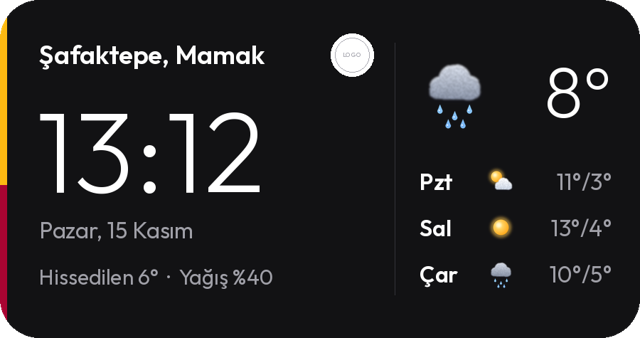 Şafaktepe, Mamak
LOGO
13:12
Pazar, 15 Kasım
Hissedilen 6° · Yağış %40
8°
Pzt 11°/3°
Sal 13°/4°
Çar 10°/5°